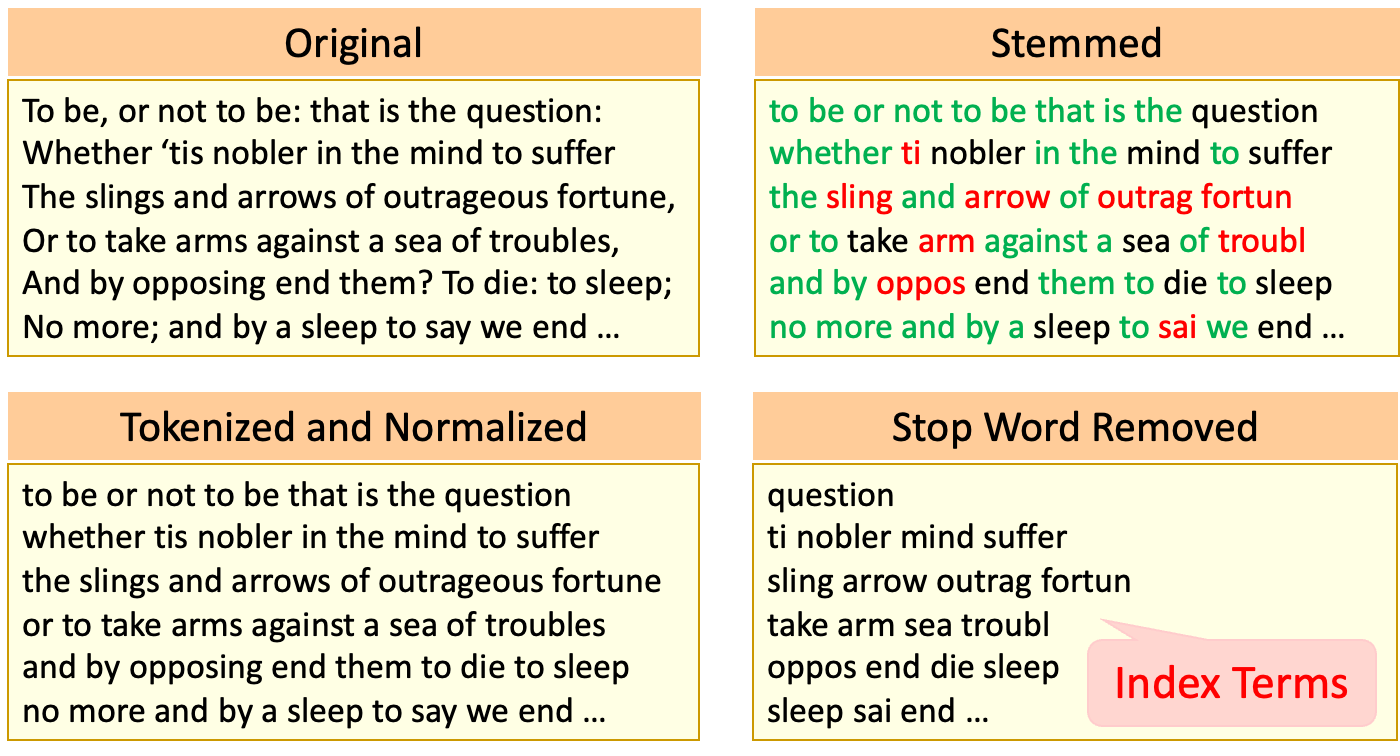 Original
To be, or not to be: that is the question:
Whether ‘tis nobler in the mind to suffer
The slings and arrows of outrageous fortune,
Or to take arms against a sea of troubles,
And by opposing end them? To die: to sleep;
No more; and by a sleep to say we end …
Stemmed
to be or not to be that is the question
whether ti nobler in the mind to suffer
the sling and arrow of outrag fortun
or to take arm against a sea of troubl
and by oppos end them to die to sleep
no more and by a sleep to sai we end …
Tokenized and Normalized
to be or not to be that is the question
whether tis nobler in the mind to suffer
the slings and arrows of outrageous fortune
or to take arms against a sea of troubles
and by opposing end them to die to sleep
no more and by a sleep to say we end …
Stop Word Removed
question
ti nobler mind suffer
sling arrow outrag fortun
take arm sea troubl
oppos end die sleep
sleep sai end …
Index Terms